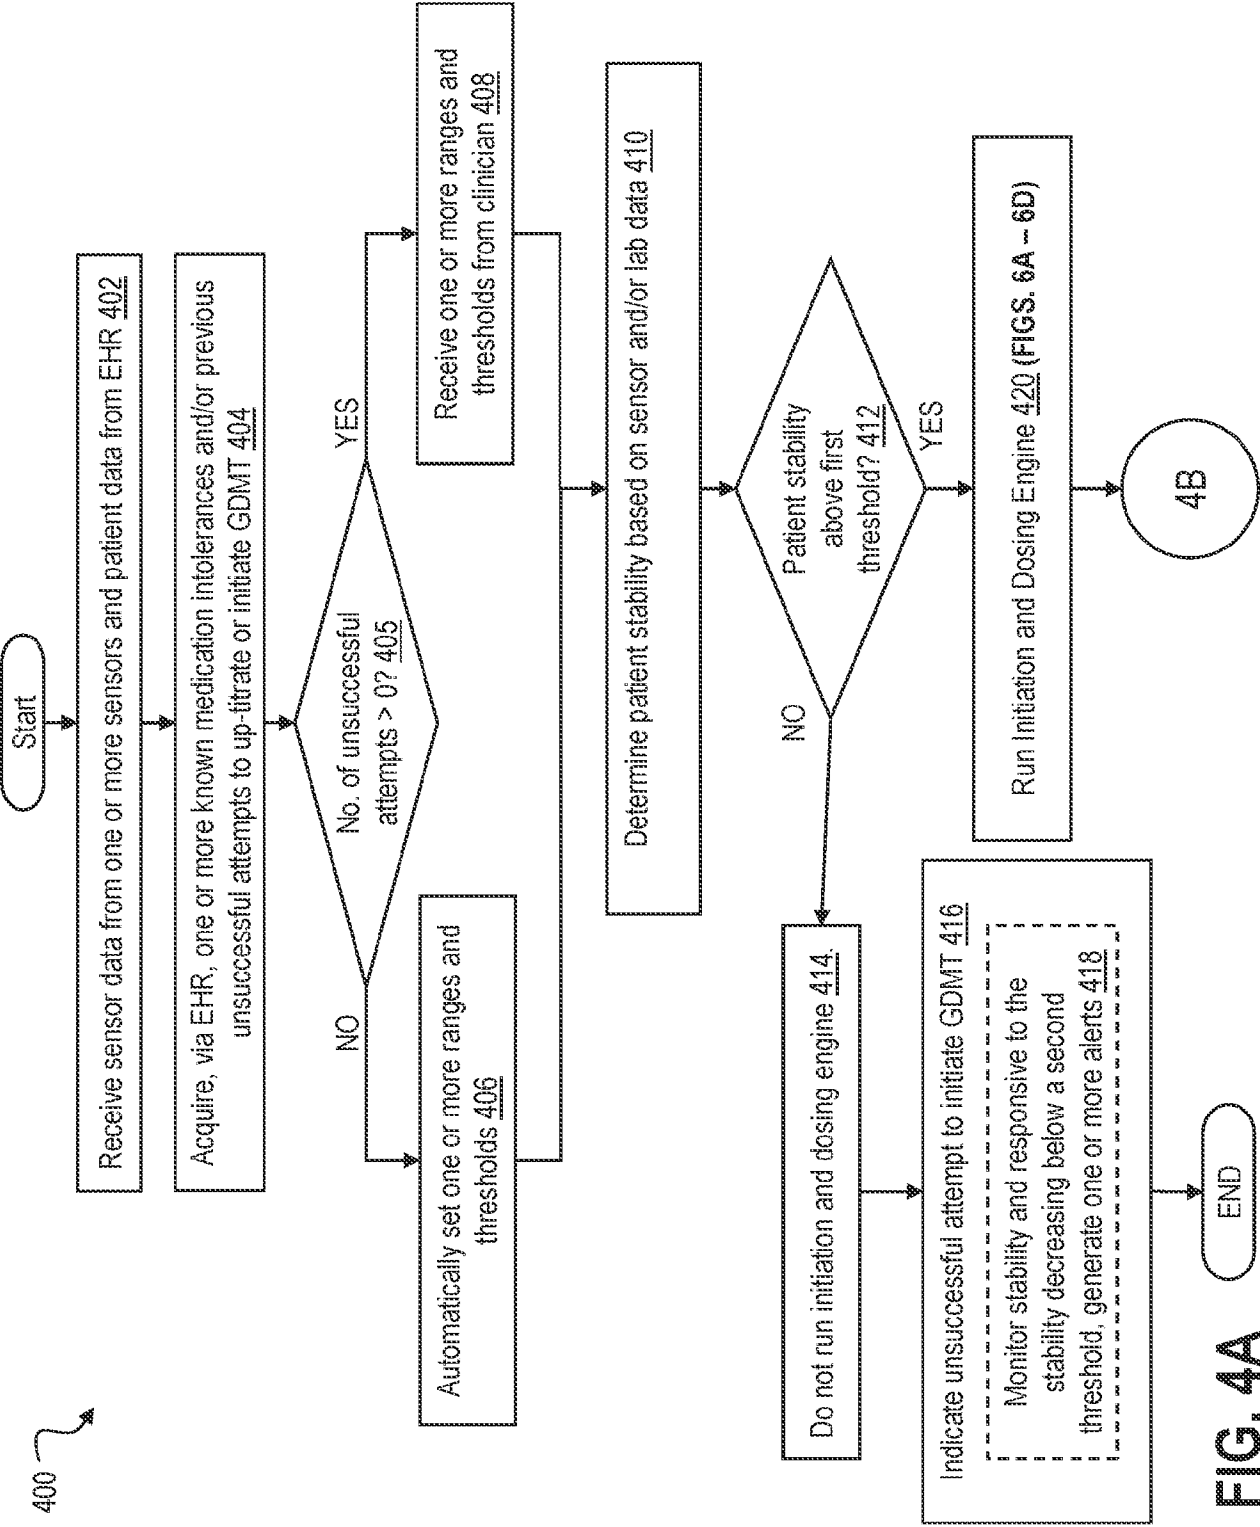 400
Start
Receive sensor data from one or more sensors and patient data from EHR 402
Acquire, via EHR, one or more known medication intolerances and/or previous
unsuccessful attempts to up-titrate or initiate GDMT 404
No. of unsuccessful
attempts > 0? 405
NO
YES
Automatically set one or more ranges and
thresholds 406
Receive one or more ranges and
thresholds from clinician 408
Determine patient stability based on sensor and/or lab data 410
Patient stability
above first
threshold? 412
NO
YES
Do not run initiation and dosing engine 414.
Indicate unsuccessful attempt to initiate GDMT 416
Monitor stability and responsive to the
stability decreasing below a second
threshold, generate one or more alerts 418
END
Run Initiation and Dosing Engine 420 (FIGS. 6A – 6D)
4B
FIG. 4A